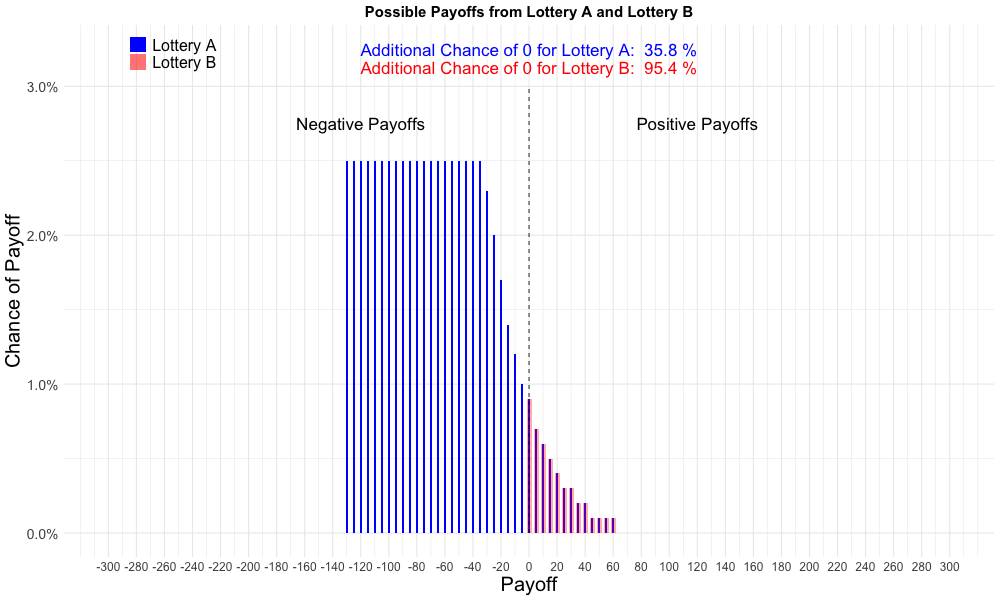 Possible Payoffs from Lottery A and Lottery B
Lottery A
Lottery B
Additional Chance of 0 for Lottery A: 35.8 %
Additional Chance of 0 for Lottery B: 95.4 %
Negative Payoffs
Positive Payoffs
Chance of Payoff
3.0%
2.0%
1.0%
0.0%
-300 -280 -260 -240 -220 -200 -180 -160 -140 -120 -100 -80 -60 -40 -20 0 20 40 60 80 100 120 140 160 180 200 220 240 260 280 300
Payoff